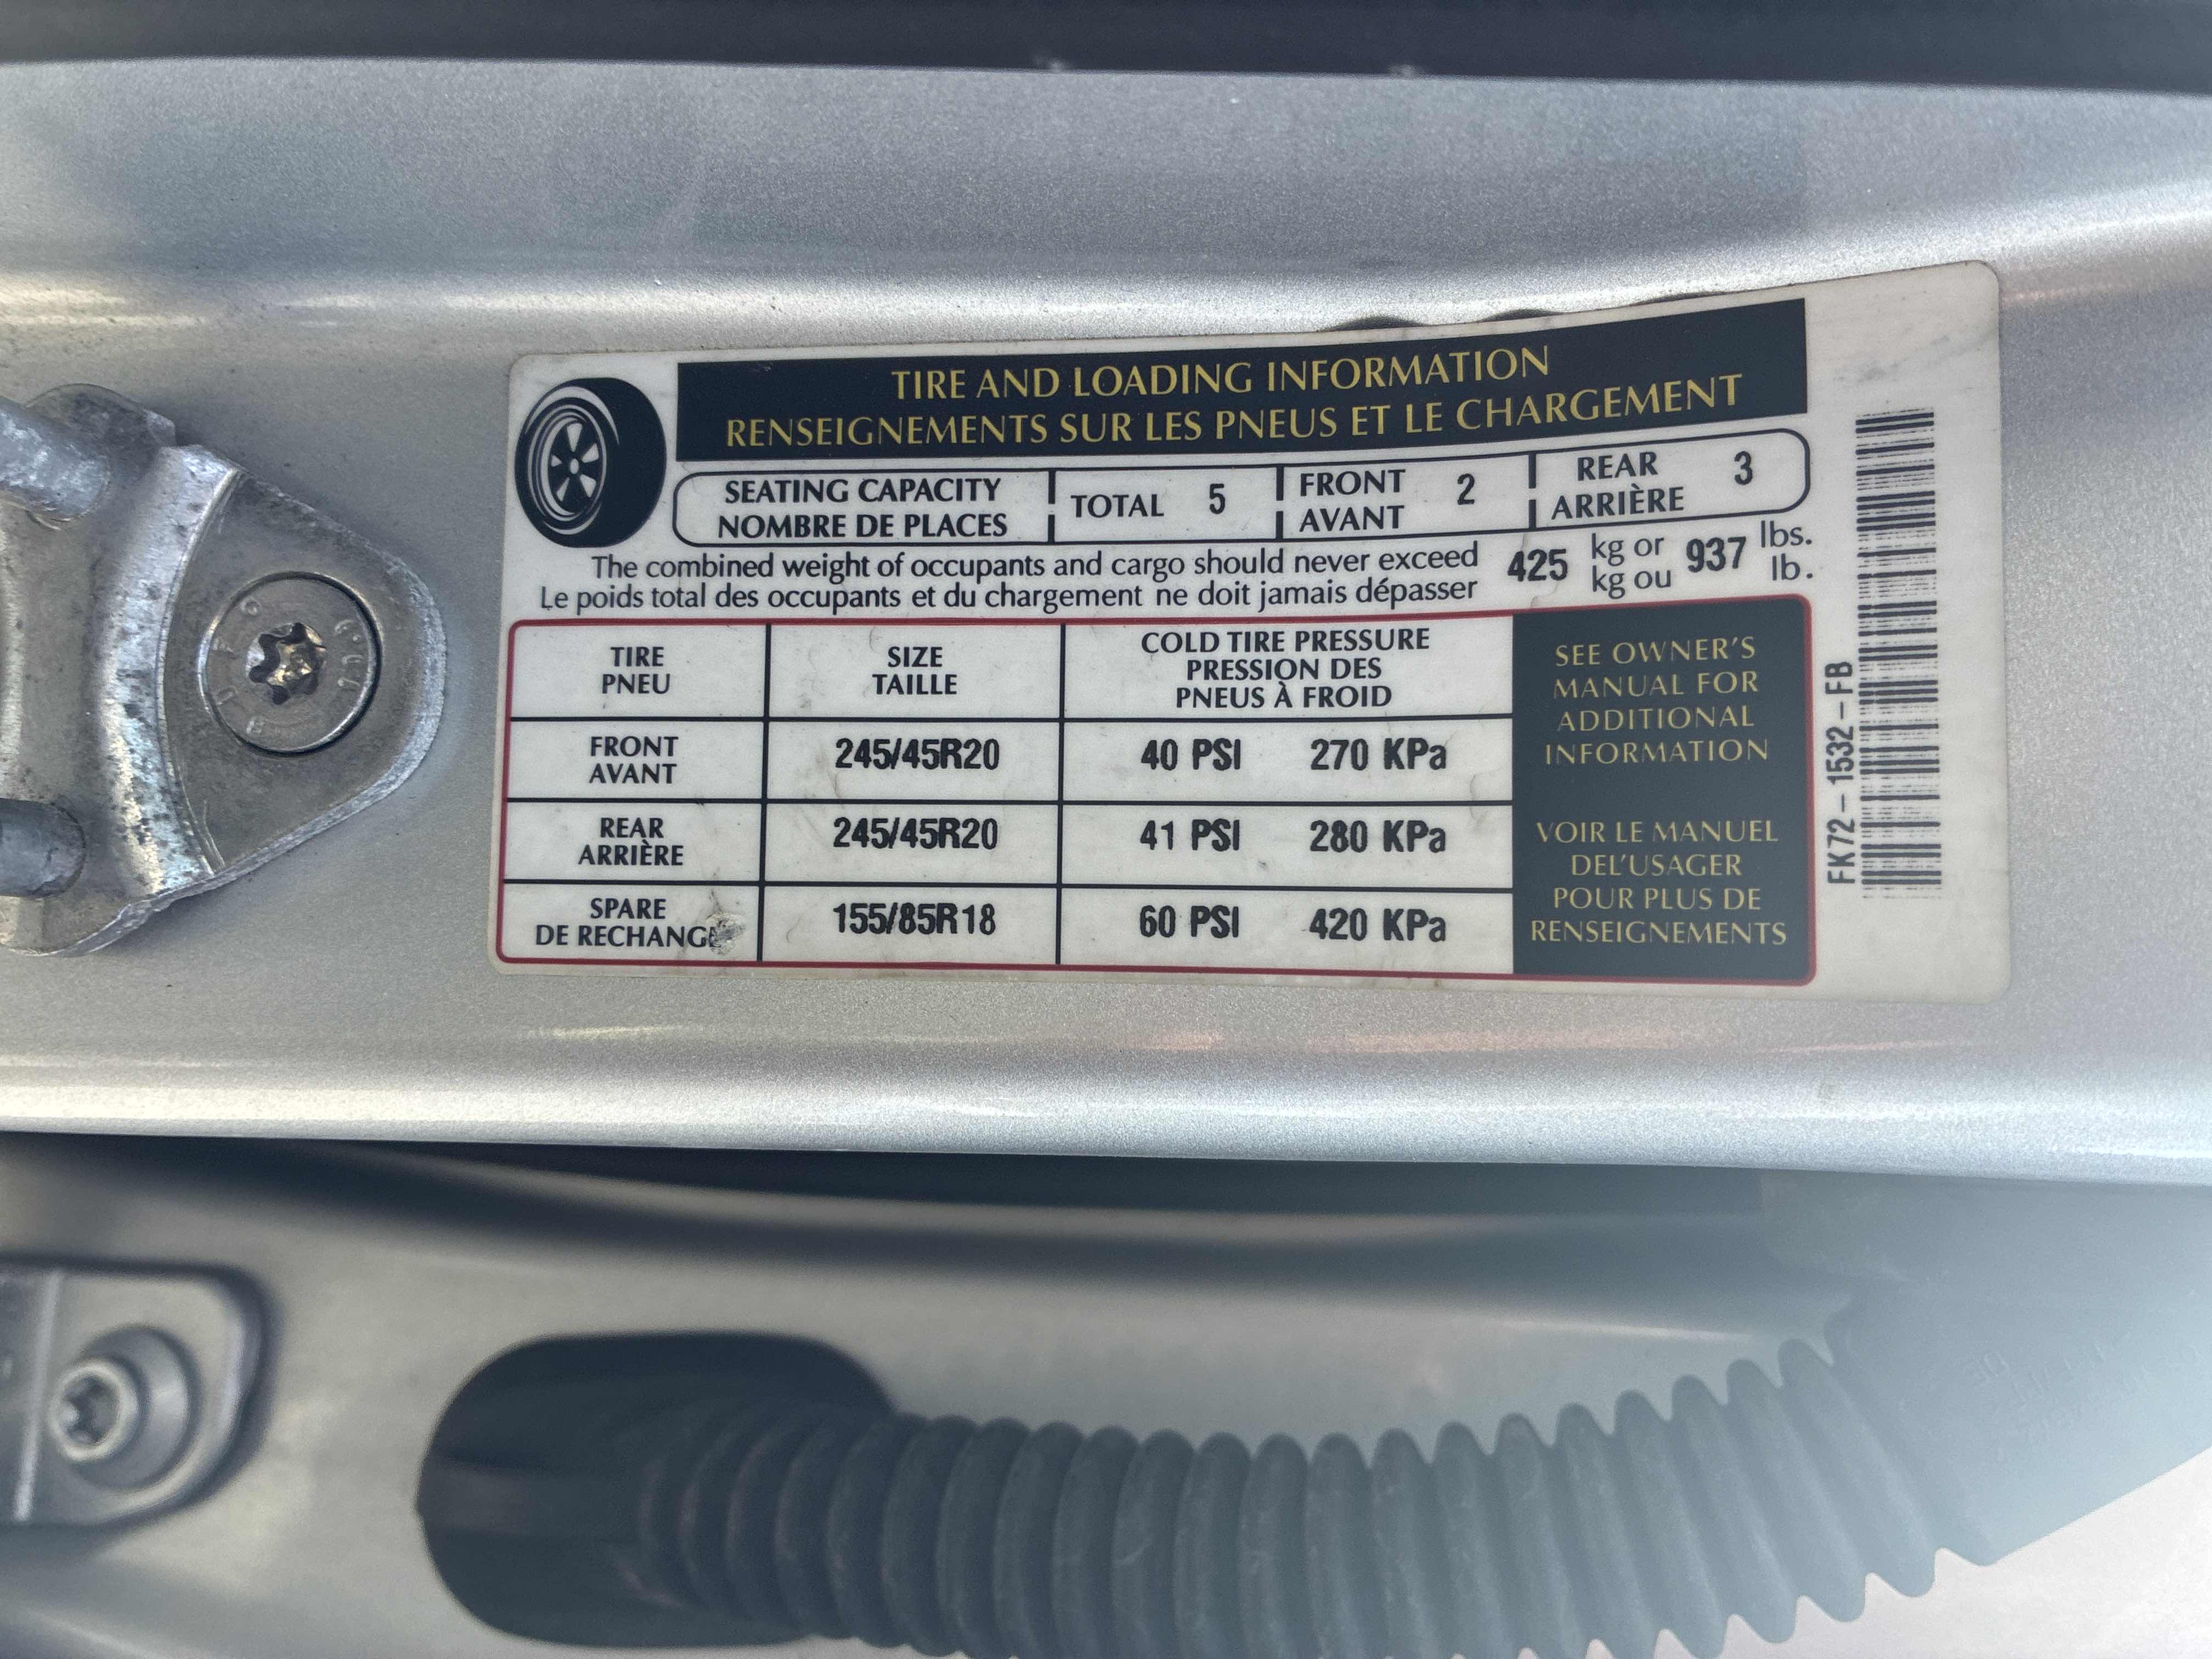 TIRE AND LOADING INFORMATION
RENSEIGNEMENTS SUR LES PNEUS ET LE CHARGEMENT
SEATING CAPACITY
NOMBRE DE PLACES
TOTAL 5
FRONT
AVANT
2
REAR
ARRIÈRE
3
The combined weight of occupants and cargo should never exceed 425 kg or 937 lbs.
Le poids total des occupants et du chargement ne doit jamais dépasser kg ou lb.
TIRE
PNEU
SIZE
TAILLE
COLD TIRE PRESSURE
PRESSION DES
PNEUS À FROID
FRONT
AVANT
245/45R20
40 PSI 270 KPa
REAR
ARRIÈRE
245/45R20
41 PSI 280 KPa
SPARE
DE RECHANGE
155/85R18
60 PSI 420 KPa
SEE OWNER'S
MANUAL FOR
ADDITIONAL
INFORMATION
VOIR LE MANUEL
DEL'USAGER
POUR PLUS DE
RENSEIGNEMENTS
FK72-1532-FB